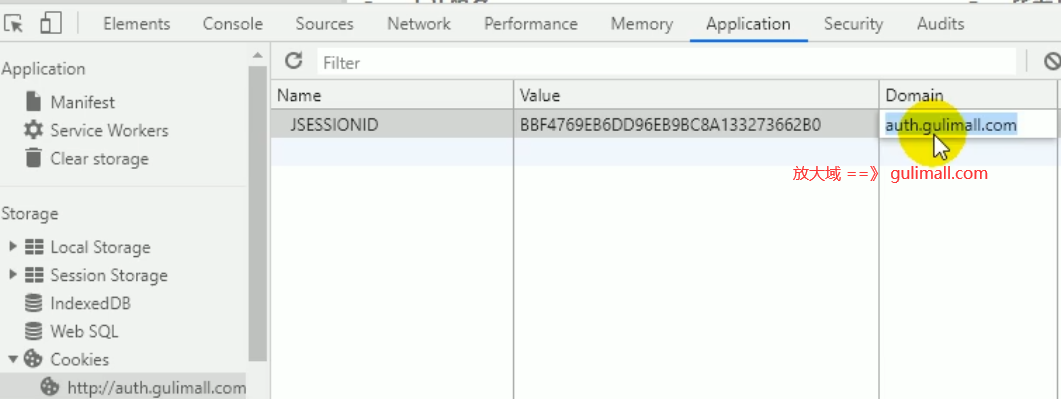 Elements Console Sources Network Performance Memory Application Security Audits
Application
Manifest
Service Workers
Clear storage
Storage
Local Storage
Session Storage
IndexedDB
Web SQL
Cookies
http://auth.gulimall.com
Filter
Name Value Domain
JSESSIONID BBF4769EB6DD96EB9BC8A133273662B0 auth.gulimall.com
放大域 ==》 gulimall.com